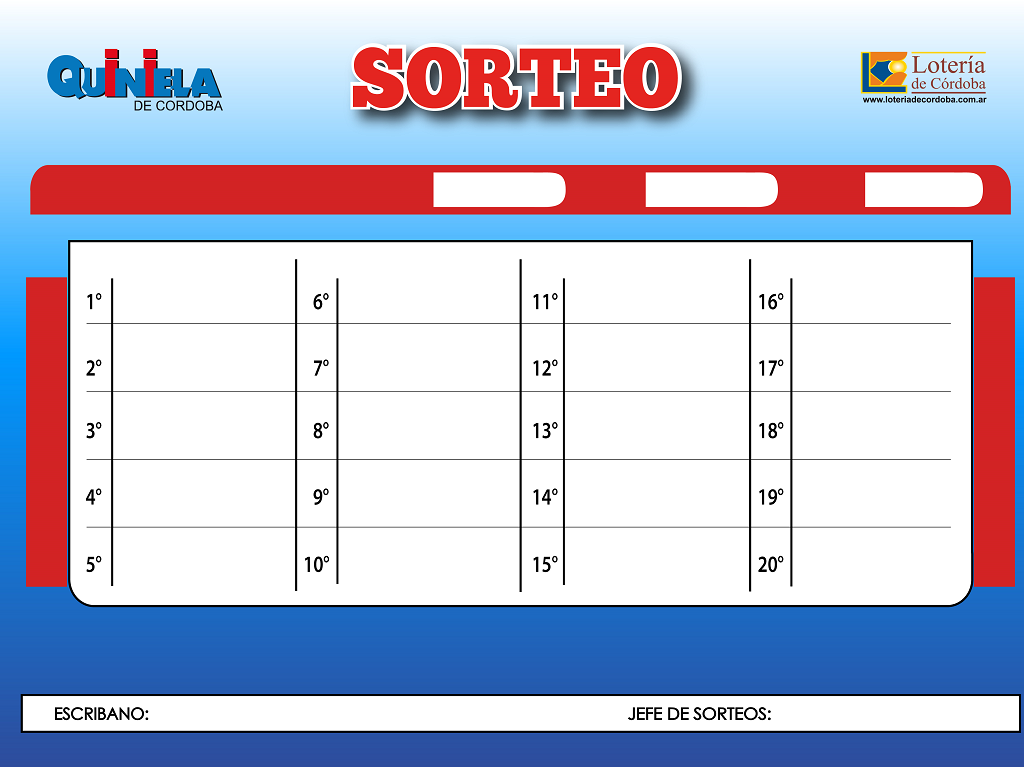 QUINIELA
DE CORDOBA
SORTEO
Lotería
de Córdoba
www.loteriadecordoba.com.ar
1° 6° 11° 16°
2° 7° 12° 17°
3° 8° 13° 18°
4° 9° 14° 19°
5° 10° 15° 20°
ESCRIBANO: JEFE DE SORTEOS: